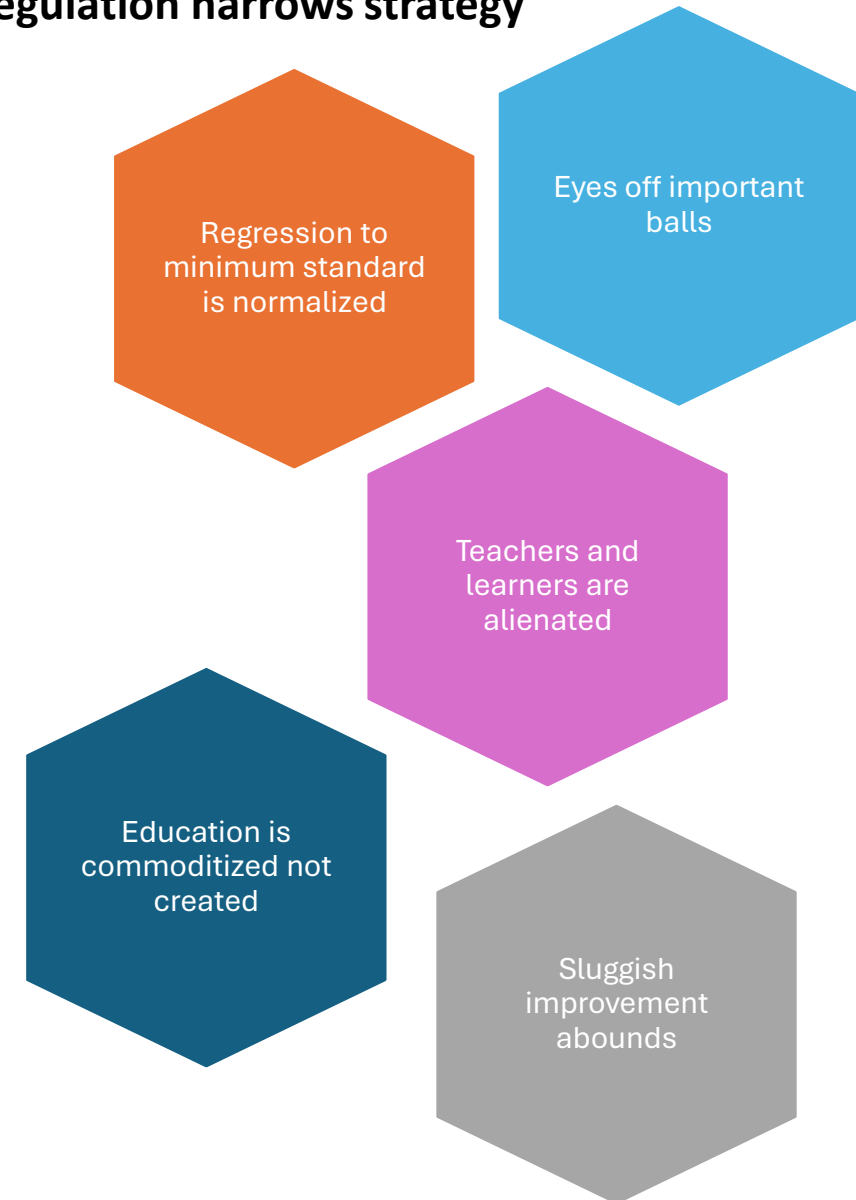 egulation narrows strategy
Eyes off important
balls
Regression to
minimum standard
is normalized
Teachers and
learners are
alienated
Education is
commoditized not
created
Sluggish
improvement
abounds